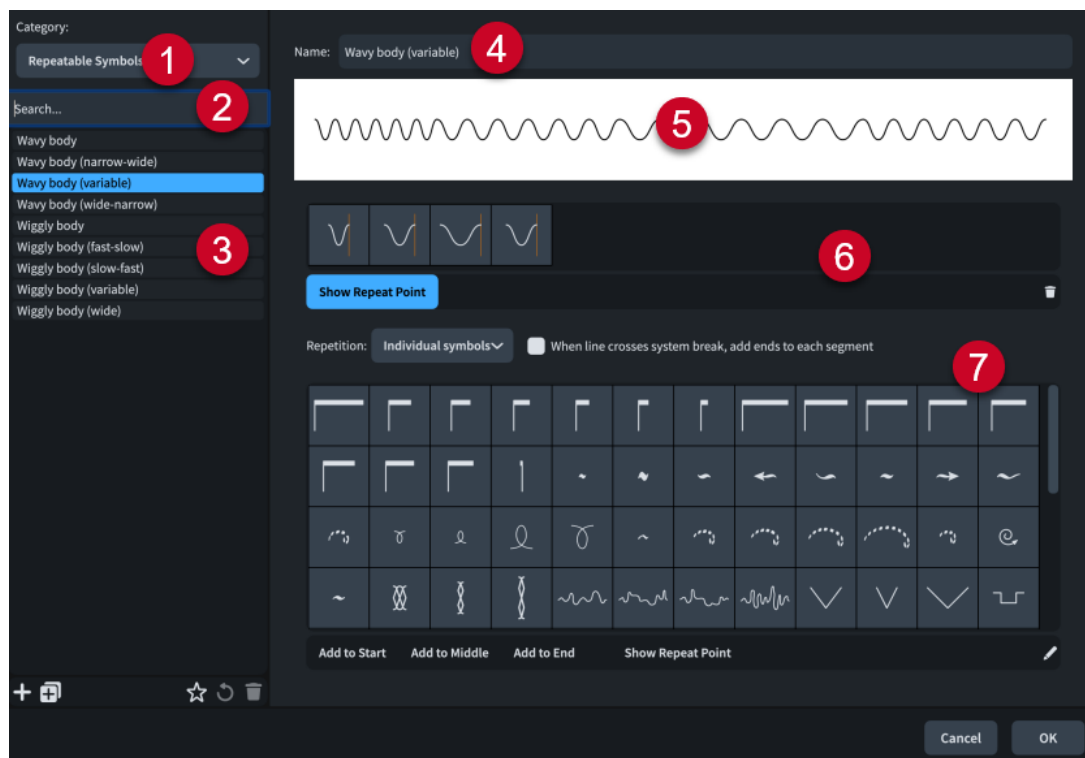 Category:
Repeatable Symbols
1
2
Search...
Wavy body
Wavy body (narrow-wide)
Wavy body (variable)
Wavy body (wide-narrow)
Wiggly body
Wiggly body (fast-slow)
3
Wiggly body (slow-fast)
Wiggly body (variable)
Wiggly body (wide)
Name: Wavy body (variable)
4
5
6
Show Repeat Point
Repetition: Individual symbols When line crosses system break, add ends to each segment
7
Add to Start Add to Middle Add to End Show Repeat Point
Cancel OK